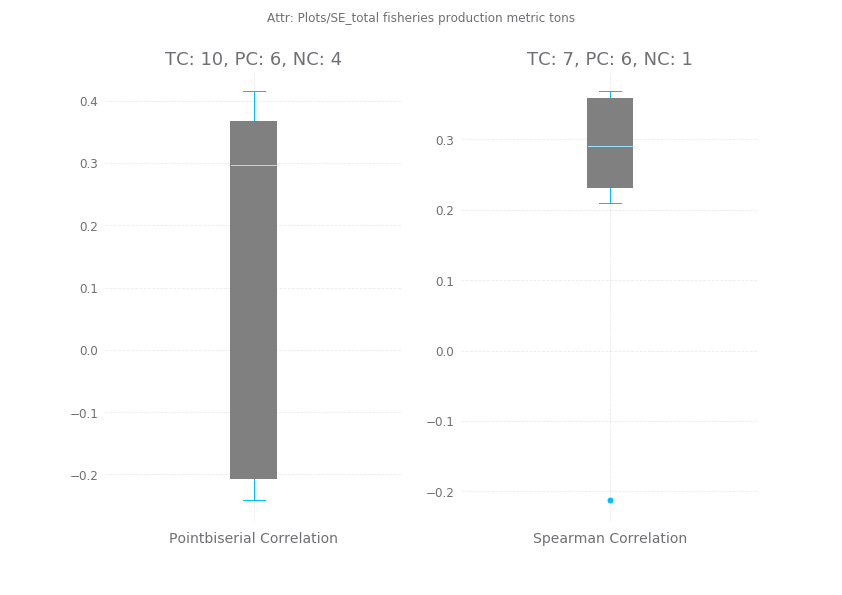 Attr: Plots/SE_total fisheries production metric tons
TC: 10, PC: 6, NC: 4
0.4
0.3
0.2
0.1
0.0
−0.1
−0.2
Pointbiserial Correlation
TC: 7, PC: 6, NC: 1
0.3
0.2
0.1
0.0
−0.1
−0.2
Spearman Correlation